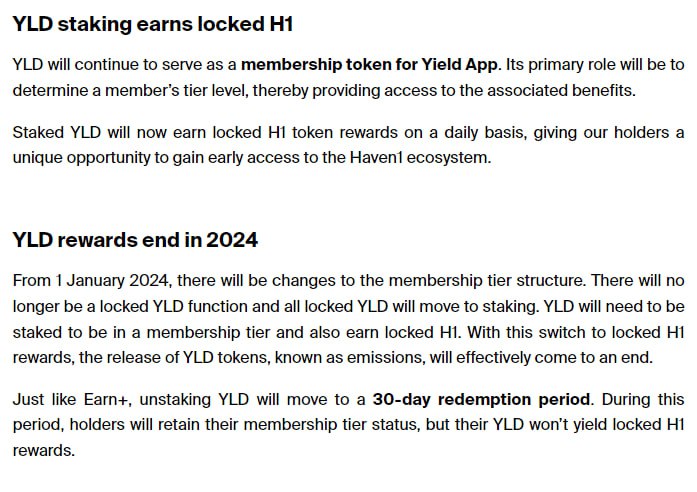 YLD staking earns locked H1
YLD will continue to serve as a membership token for Yield App. Its primary role will be to
determine a member's tier level, thereby providing access to the associated benefits.
Staked YLD will now earn locked H1 token rewards on a daily basis, giving our holders a
unique opportunity to gain early access to the Haven1 ecosystem.
YLD rewards end in 2024
From 1 January 2024, there will be changes to the membership tier structure. There will no
longer be a locked YLD function and all locked YLD will move to staking. YLD will need to be
staked to be in a membership tier and also earn locked H1. With this switch to locked H1
rewards, the release of YLD tokens, known as emissions, will effectively come to an end.
Just like Earn+, unstaking YLD will move to a 30-day redemption period. During this
period, holders will retain their membership tier status, but their YLD won't yield locked H1
rewards.